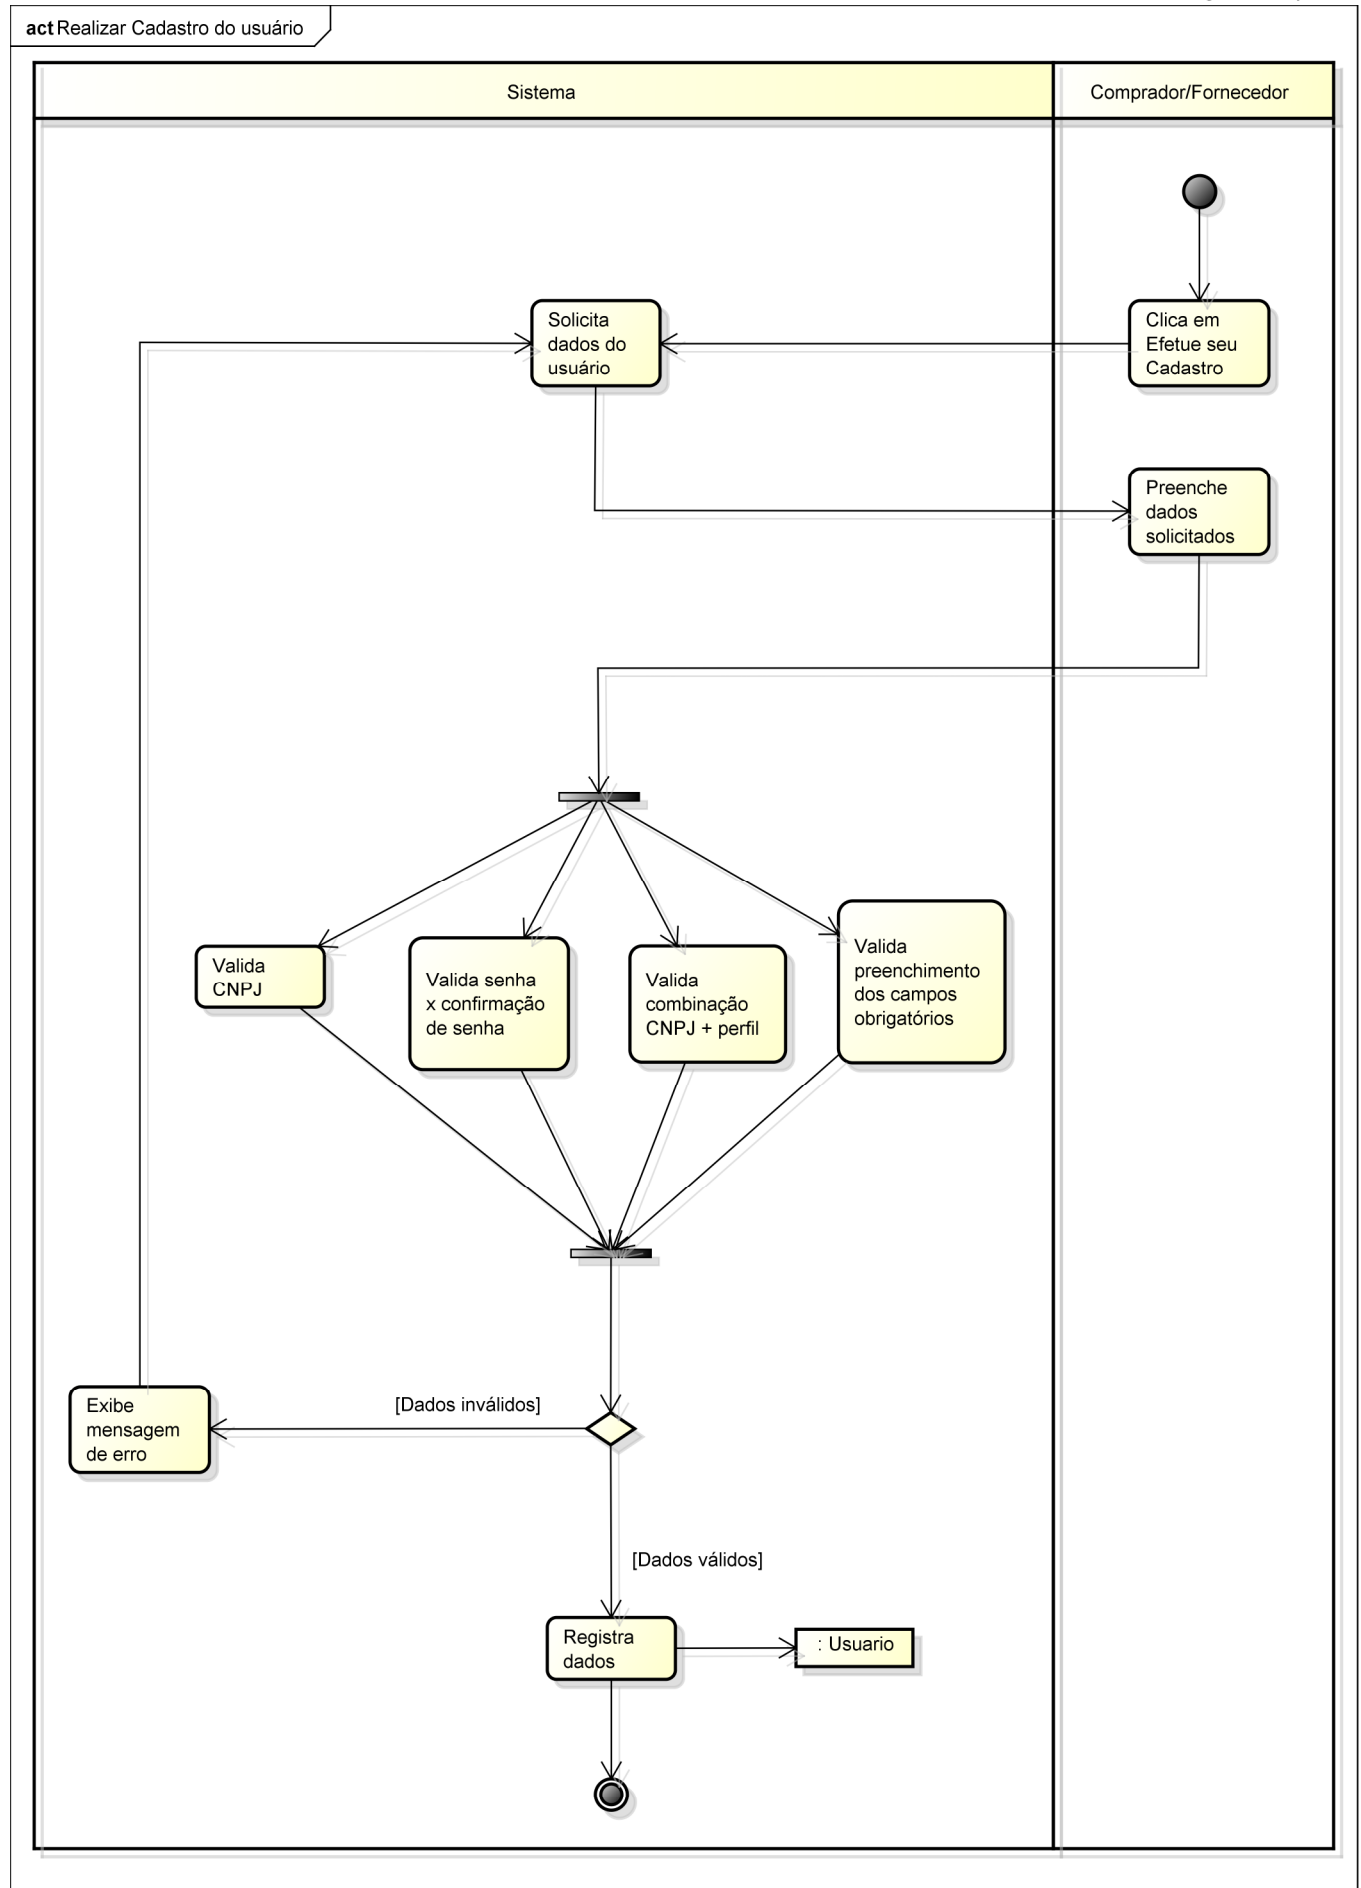 act Realizar Cadastro do usuário
Sistema
Comprador/Fornecedor
Solicita
dados do
usuário
Clica em
Efetue seu
Cadastro
Preenche
dados
solicitados
Valida
CNPJ
Valida senha
x confirmação
de senha
Valida
combinação
CNPJ + perfil
Valida
preenchimento
dos campos
obrigatórios
Exibe
mensagem
de erro
[Dados inválidos]
[Dados válidos]
Registra
dados
: Usuario